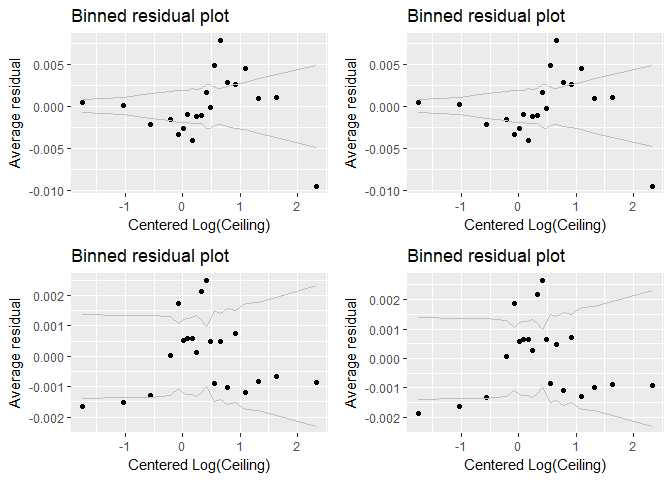 Binned residual plot
Average residual
0.005
0.000
-0.005
-0.010
-1
0
1
2
Centered Log(Ceiling)
Binned residual plot
Average residual
0.005
0.000
-0.005
-0.010
-1
0
1
2
Centered Log(Ceiling)
Binned residual plot
Average residual
0.002
0.001
0.000
-0.001
-0.002
-1
0
1
2
Centered Log(Ceiling)
Binned residual plot
Average residual
0.002
0.001
0.000
-0.001
-0.002
-1
0
1
2
Centered Log(Ceiling)